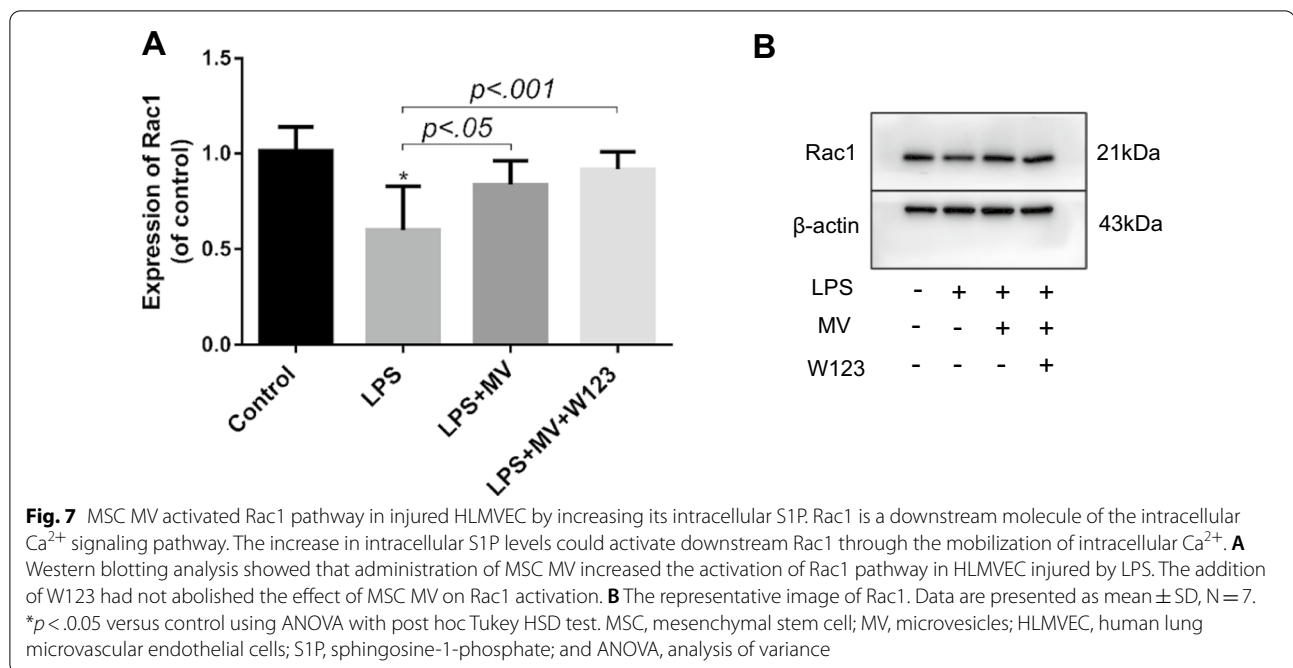 A
B
1.5
1.0
0.5
0.0
Expression of Rac1
(of control)
p<.001
p<.05
*
Control
LPS
LPS+MV
LPS+MV+W123
Rac1
21kDa
β-actin
43kDa
LPS - + + +
MV - - + +
W123 - - - +
Fig. 7 MSC MV activated Rac1 pathway in injured HLMVEC by increasing its intracellular S1P. Rac1 is a downstream molecule of the intracellular
Ca²⁺ signaling pathway. The increase in intracellular S1P levels could activate downstream Rac1 through the mobilization of intracellular Ca²⁺. A
Western blotting analysis showed that administration of MSC MV increased the activation of Rac1 pathway in HLMVEC injured by LPS. The addition
of W123 had not abolished the effect of MSC MV on Rac1 activation. B The representative image of Rac1. Data are presented as mean ± SD, N = 7.
*p < .05 versus control using ANOVA with post hoc Tukey HSD test. MSC, mesenchymal stem cell; MV, microvesicles; HLMVEC, human lung
microvascular endothelial cells; S1P, sphingosine-1-phosphate; and ANOVA, analysis of variance